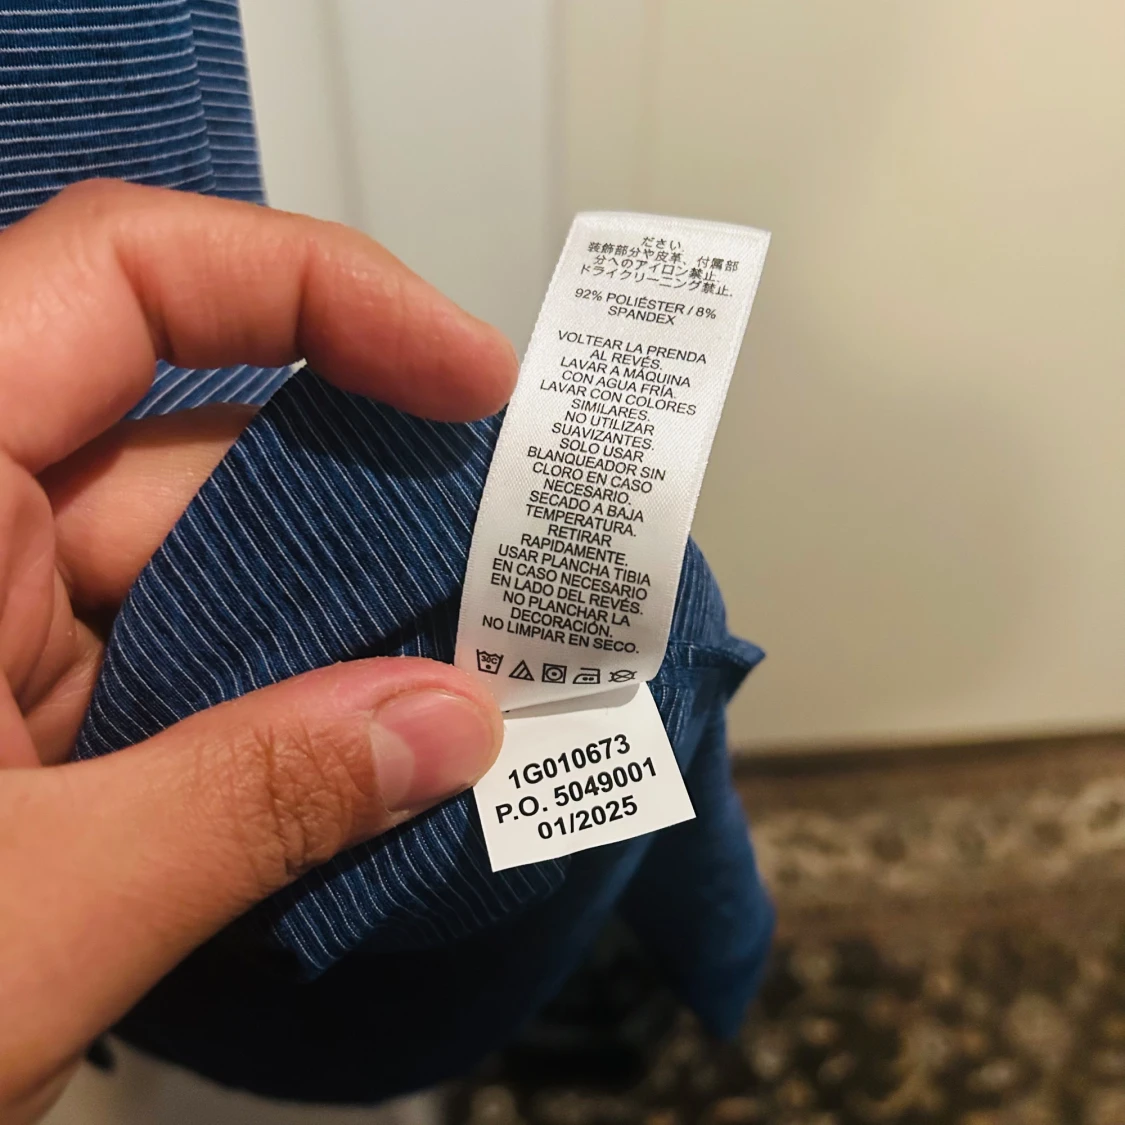 ださい.
装飾部分や皮革、付属部
分へのアイロン禁止.
ドライクリーニング禁止.
92% POLIÉSTER / 8%
SPANDEX
VOLTEAR LA PRENDA
AL REVÉS.
LAVAR A MÁQUINA
CON AGUA FRÍA.
LAVAR CON COLORES
SIMILARES.
NO UTILIZAR
SUAVIZANTES.
SOLO USAR
BLANQUEADOR SIN
CLORO EN CASO
NECESARIO.
SECADO A BAJA
TEMPERATURA.
RETIRAR
RAPIDAMENTE.
USAR PLANCHA TIBIA
EN CASO NECESARIO
EN LADO DEL REVÉS.
NO PLANCHAR LA
DECORACIÓN.
NO LIMPIAR EN SECO.
30C
1G010673
P.O. 5049001
01/2025